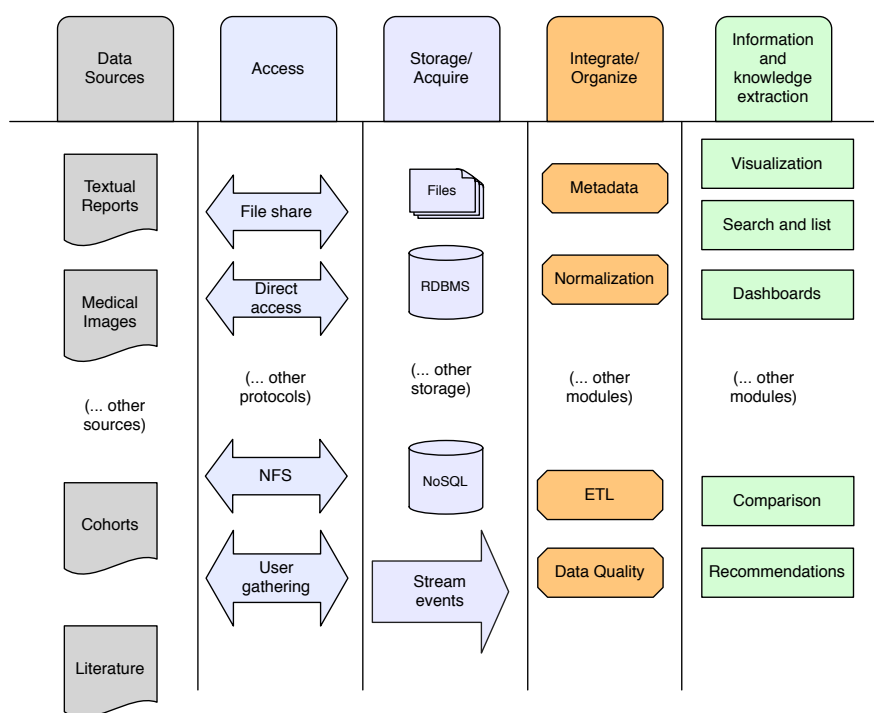 Data
Sources
Access
Storage/
Acquire
Integrate/
Organize
Information
and
knowledge
extraction
Textual
Reports
Medical
Images
(... other
sources)
Cohorts
Literature
File share
Direct
access
(... other
protocols)
NFS
User
gathering
Files
RDBMS
(... other
storage)
NoSQL
Stream
events
Metadata
Normalization
(... other
modules)
ETL
Data Quality
Visualization
Search and list
Dashboards
(... other
modules)
Comparison
Recommendations